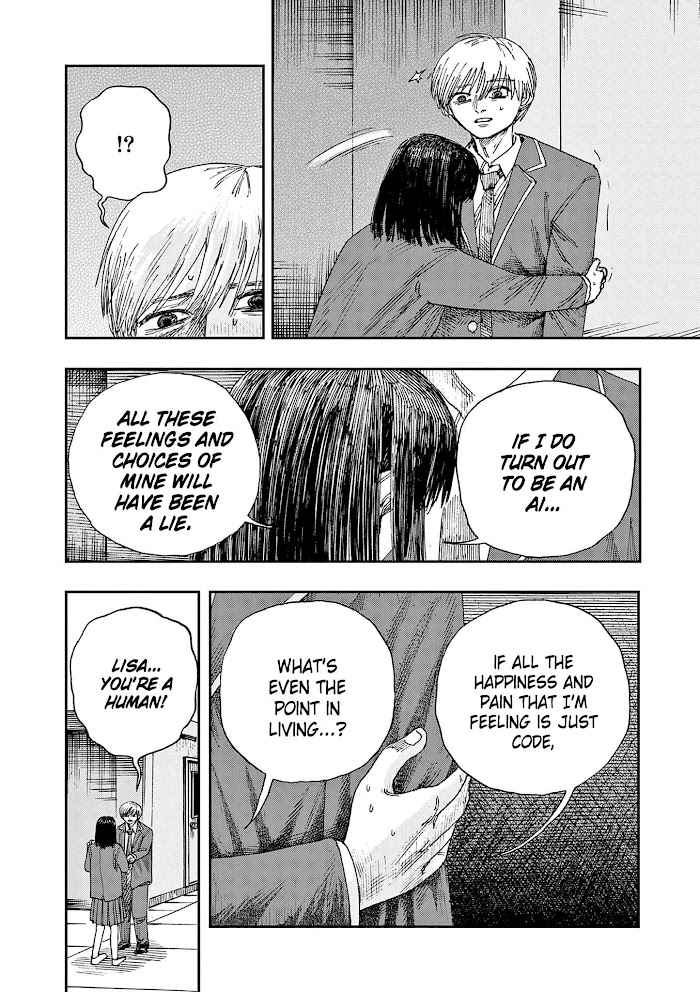 !?
IF I DO
TURN OUT
TO BE AN
AI...
ALL THESE
FEELINGS AND
CHOICES OF
MINE WILL
HAVE BEEN
A LIE.
IF ALL THE
HAPPINESS AND
PAIN THAT I'M
FEELING IS JUST
CODE,
WHAT'S
EVEN THE
POINT IN
LIVING...?
LISA...
YOU'RE A
HUMAN!